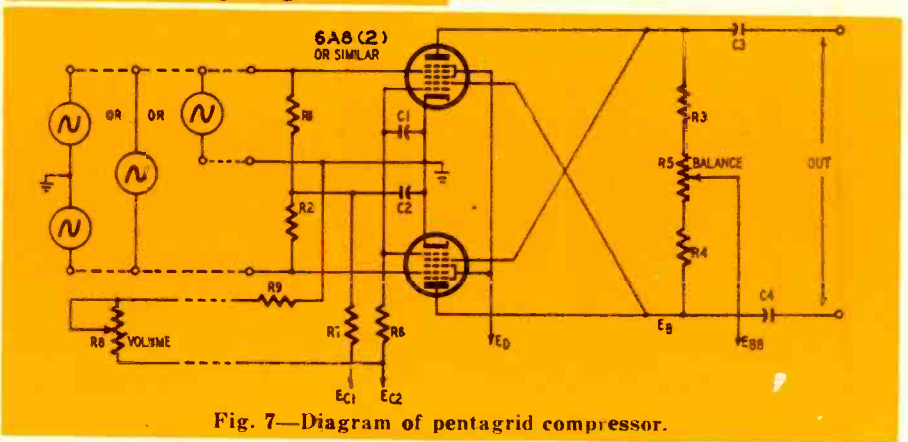 6A8 (2)
OR SIMILAR
C3
OR
OR
R1
C1
R3
R5
BALANCE
OUT
C2
R2
R4
R9
C4
R7
R6
ED
EB
EBB
R8
VOLUME
EC1
EC2
Fig. 7—Diagram of pentagrid compressor.